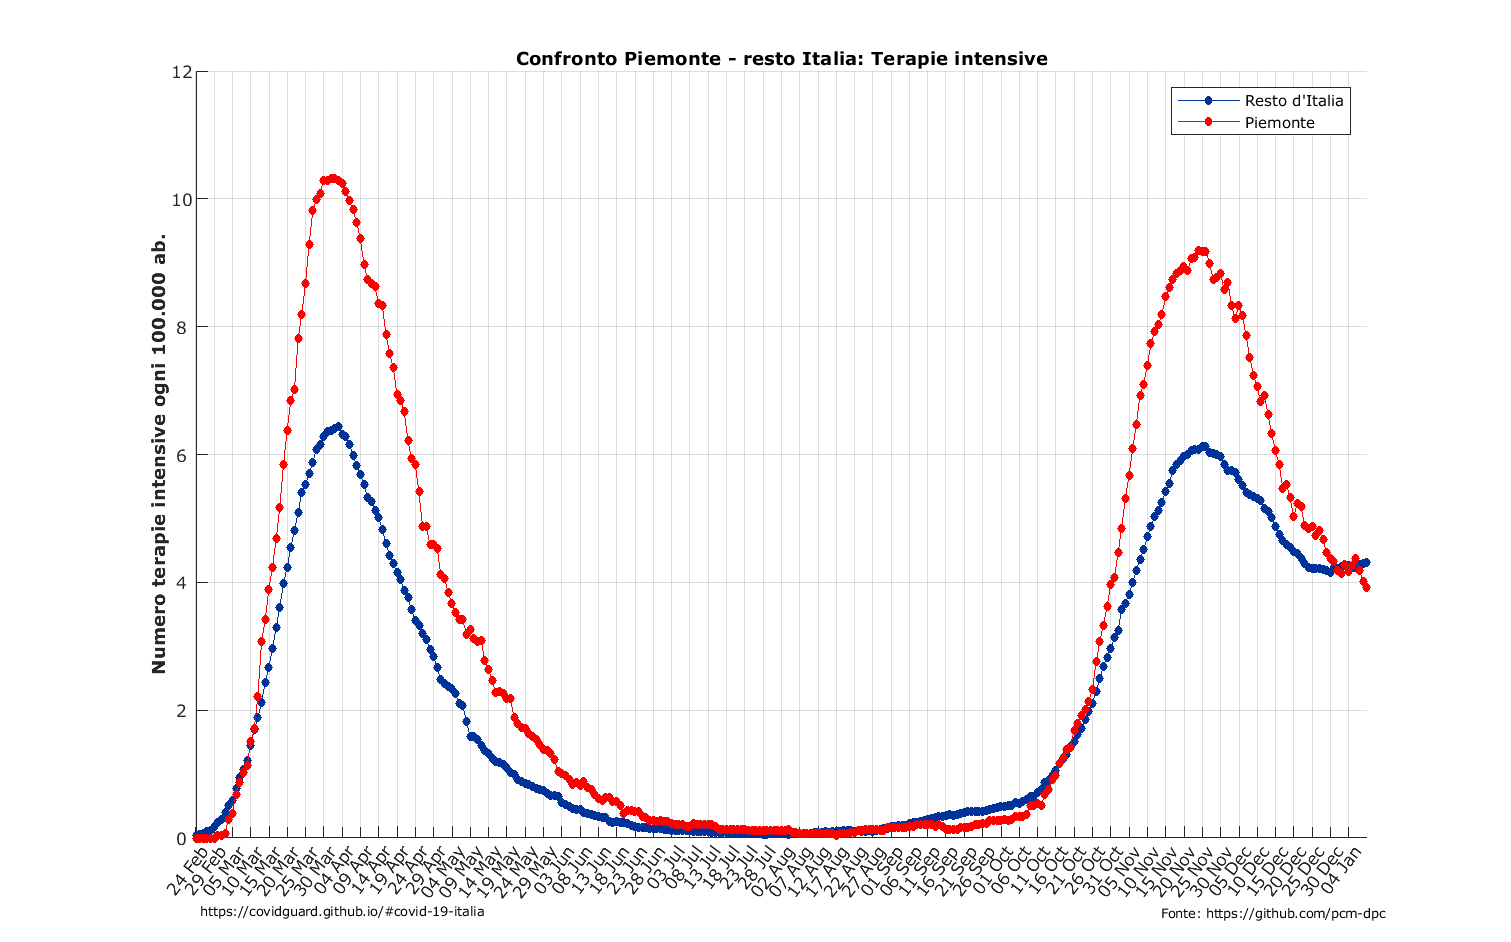 Confronto Piemonte - resto Italia: Terapie intensive
Resto d'Italia
Piemonte
Numero terapie intensive ogni 100.000 ab.
12
10
8
6
4
2
0
24 Feb
29 Feb
05 Mar
10 Mar
15 Mar
20 Mar
25 Mar
30 Mar
04 Apr
09 Apr
14 Apr
19 Apr
24 Apr
29 Apr
04 May
09 May
14 May
19 May
24 May
29 May
03 Jun
08 Jun
13 Jun
18 Jun
23 Jun
28 Jun
03 Jul
08 Jul
13 Jul
18 Jul
23 Jul
28 Jul
02 Aug
07 Aug
12 Aug
17 Aug
22 Aug
27 Aug
01 Sep
06 Sep
11 Sep
16 Sep
21 Sep
26 Sep
01 Oct
06 Oct
11 Oct
16 Oct
21 Oct
26 Oct
31 Oct
05 Nov
10 Nov
15 Nov
20 Nov
25 Nov
30 Nov
05 Dec
10 Dec
15 Dec
20 Dec
25 Dec
30 Dec
04 Jan
https://covidguard.github.io/#covid-19-italia
Fonte: https://github.com/pcm-dpc